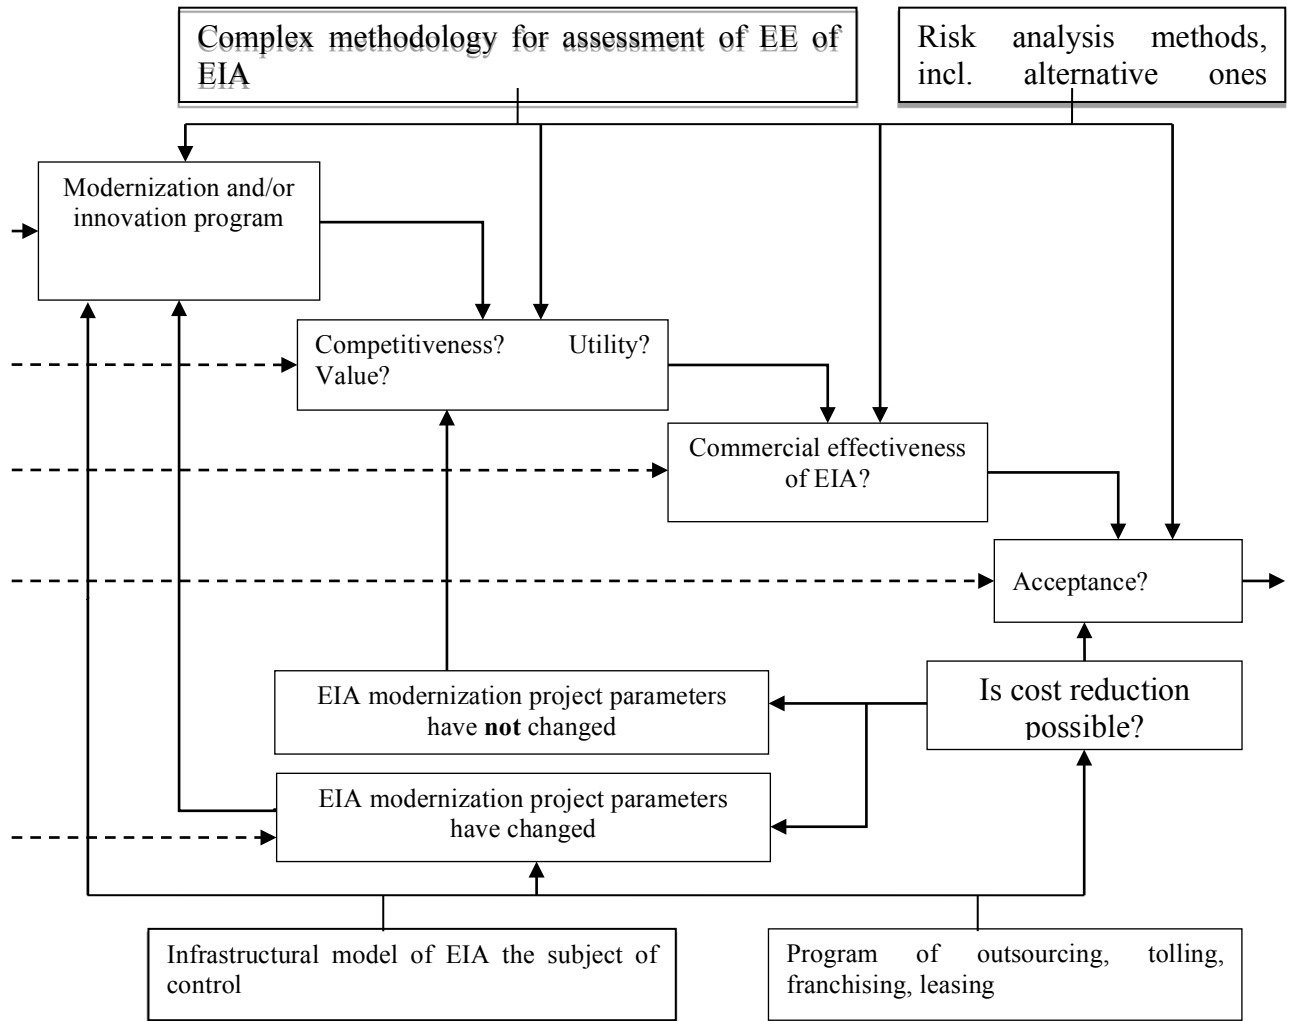 Complex methodology for assessment of EE of
EIA
Risk analysis methods,
incl. alternative ones
Modernization and/or
innovation program
Competitiveness? Utility?
Value?
Commercial effectiveness
of EIA?
Acceptance?
Is cost reduction
possible?
EIA modernization project parameters
have not changed
EIA modernization project parameters
have changed
Infrastructural model of EIA the subject of
control
Program of outsourcing, tolling,
franchising, leasing